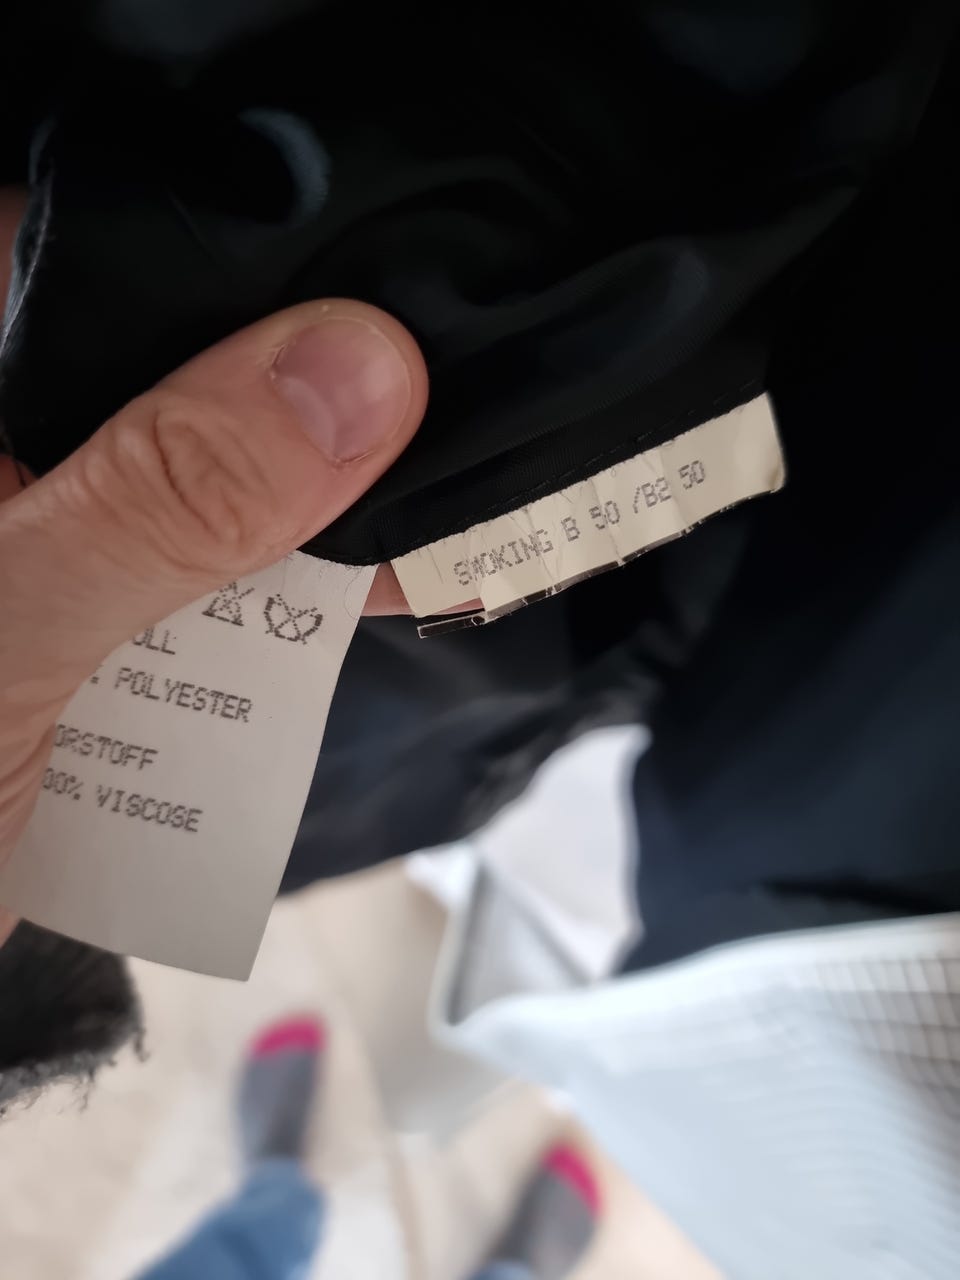 SMOKING B 50 /B2 50
OLL
% POLYESTER
ORSTOFF
00% VISCOSE